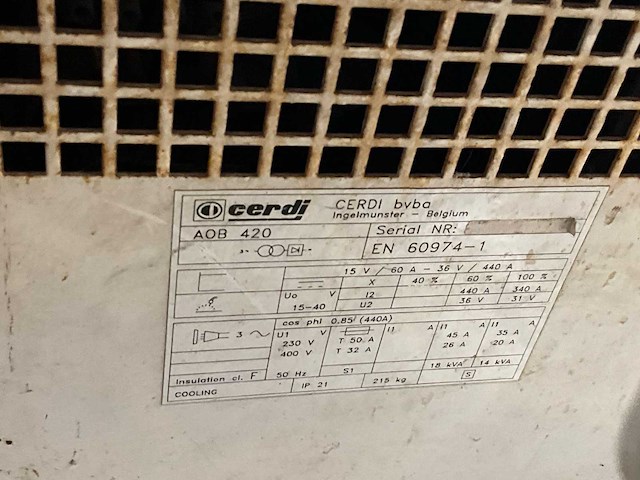 cerdi
CERDI bvba
Ingelmunster - Belgium
AOB 420
Serial NR:
EN 60974-1
3~
15 V / 60 A - 36 V / 440 A
X 40 % 60 % 100 %
Uo V I2 440 A 340 A
15-40 U2 36 V 31 V
cos phi 0,85 (440A)
3 ~ U1 V I1 A I1 A I1 A
230 V T 50 A 45 A 35 A
400 V T 32 A 26 A 20 A
S1 18 kVA 14 kVA
Insulation cl. F 50 Hz
COOLING IP 21 215 kg S